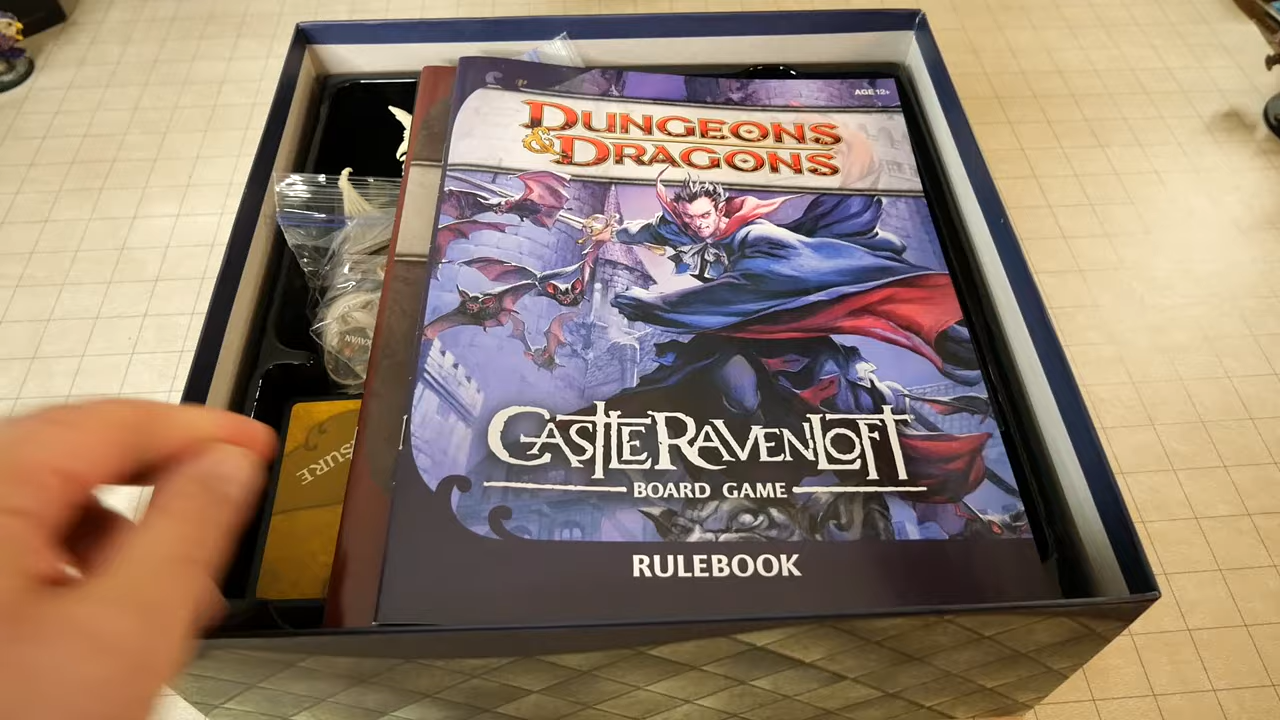 AGE 12+
DUNGEONS
& DRAGONS
CASTLE RAVENLOFT
BOARD GAME
RULEBOOK